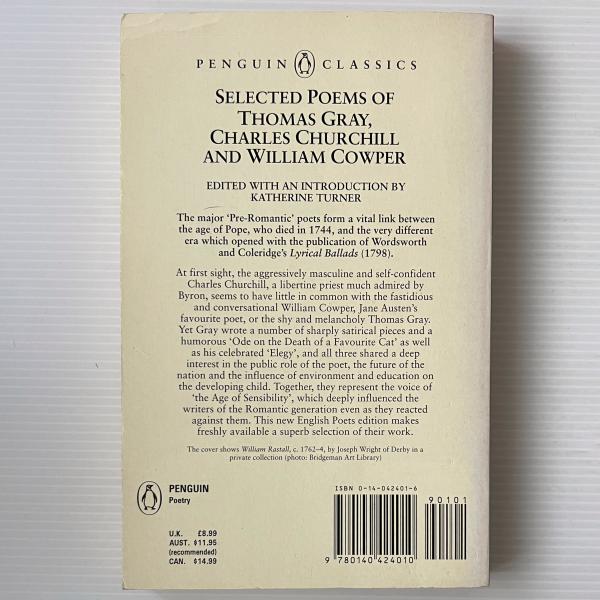 PENGUIN CLASSICS
SELECTED POEMS OF
THOMAS GRAY,
CHARLES CHURCHILL
AND WILLIAM COWPER
EDITED WITH AN INTRODUCTION BY
KATHERINE TURNER
The major ‘Pre-Romantic’ poets form a vital link between
the age of Pope, who died in 1744, and the very different
era which opened with the publication of Wordsworth
and Coleridge’s Lyrical Ballads (1798).
At first sight, the aggressively masculine and self-confident
Charles Churchill, a libertine priest much admired by
Byron, seems to have little in common with the fastidious
and conversational William Cowper, Jane Austen’s
favourite poet, or the shy and melancholy Thomas Gray.
Yet Gray wrote a number of sharply satirical pieces and a
humorous ‘Ode on the Death of a Favourite Cat’ as well
as his celebrated ‘Elegy’, and all three shared a deep
interest in the public role of the poet, the future of the
nation and the influence of environment and education on
the developing child. Together, they represent the voice of
‘the Age of Sensibility’, which deeply influenced the
writers of the Romantic generation even as they reacted
against them. This new English Poets edition makes
freshly available a superb selection of their work.
The cover shows William Rastall, c. 1762–4, by Joseph Wright of Derby in a
private collection (photo: Bridgeman Art Library)
PENGUIN
Poetry
U.K. £8.99
AUST. $11.95
(recommended)
CAN. $14.99
ISBN 0-14-042401-6
90101
9 780140 424010